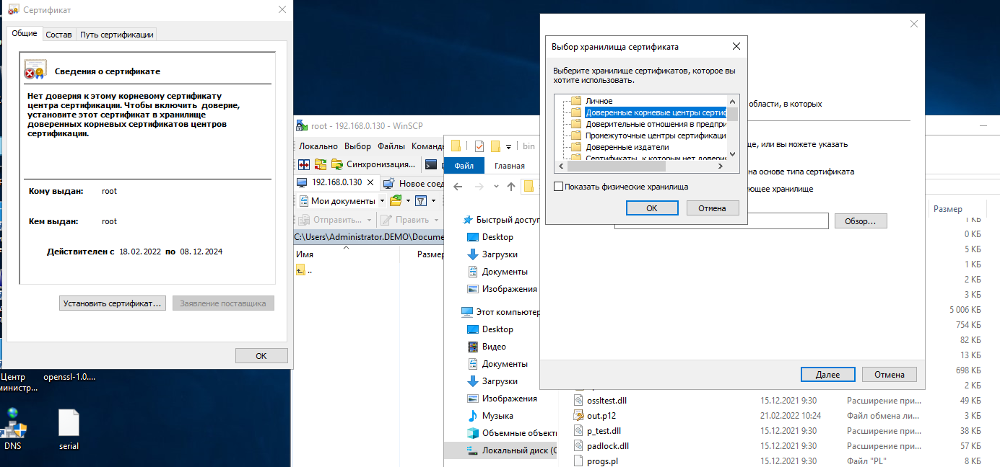 Сертификат
Общие
Состав
Путь сертификации
Сведения о сертификате
Нет доверия к этому корневому сертификату
центра сертификации. Чтобы включить доверие,
установите этот сертификат в хранилище
доверенных корневых сертификатов центров
сертификации.
Кому выдан: root
Кем выдан: root
Действителен с 18.02.2022 по 08.12.2024
Установить сертификат...
Заявление поставщика
OK
Центр
openssl-1.0....
DNS
serial
root - 192.168.0.130 - WinSCP
Локально Выбор Файлы Команды
Синхронизация...
192.168.0.130
Новое соед
Мои документы
Отправить...
Править
C:\Users\Administrator.DEMO\Docume
Имя
Размер
..
bin
Файл
Главная
Быстрый доступ
Desktop
Загрузки
Документы
Изображения
Этот компьютер
Desktop
Видео
Документы
Загрузки
Изображения
Музыка
Объемные объекты
Локальный диск (C
Выбор хранилища сертификата
Выберите хранилище сертификатов, которое вы
хотите использовать.
Личное
Доверенные корневые центры сертис
Доверительные отношения в предпри
Промежуточные центры сертификаци
Доверенные издатели
Сертификаты, к которым нет доверия
Показать физические хранилища
OK
Отмена
области, в которых
ще, или вы можете указать
на основе типа сертификата
ующее хранилище
Обзор...
Далее
Отмена
Размер
1 КБ
0 КБ
5 КБ
1 КБ
2 КБ
3 КБ
5 006 КБ
754 КБ
82 КБ
13 КБ
698 КБ
2 КБ
ossltest.dll 15.12.2021 9:30 Расширение при... 49 КБ
out.p12 21.02.2022 10:24 Файл обмена ли... 3 КБ
p_test.dll 15.12.2021 9:30 Расширение при... 38 КБ
padlock.dll 15.12.2021 9:30 Расширение при... 57 КБ
progs.pl 15.12.2021 9:30 Файл "PL" 8 КБ